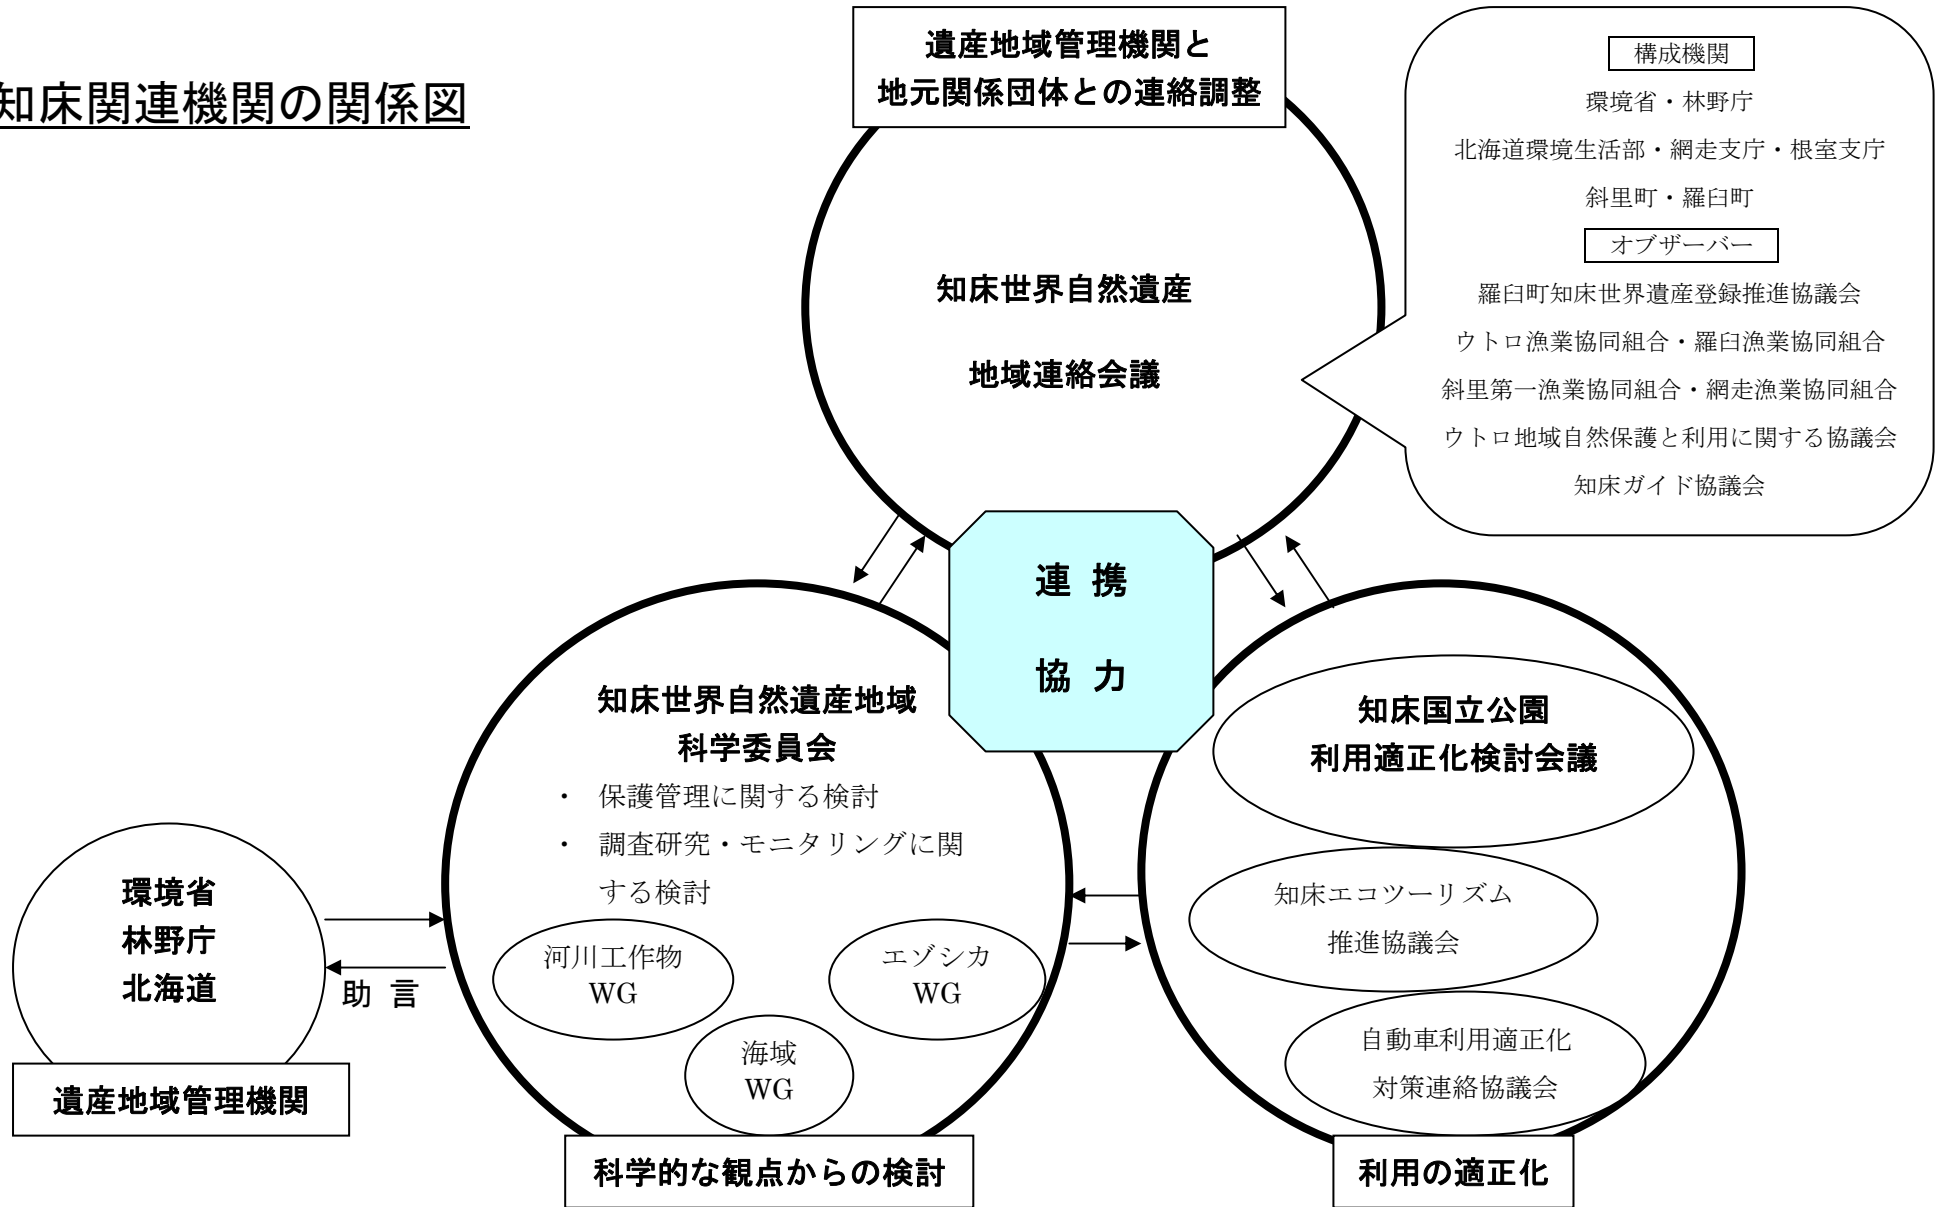 知床関連機関の関係図
遺産地域管理機関と
地元関係団体との連絡調整
知床世界自然遺産
地域連絡会議
構成機関
環境省・林野庁
北海道環境生活部・網走支庁・根室支庁
斜里町・羅臼町
オブザーバー
羅臼町知床世界遺産登録推進協議会
ウトロ漁業協同組合・羅臼漁業協同組合
斜里第一漁業協同組合・網走漁業協同組合
ウトロ地域自然保護と利用に関する協議会
知床ガイド協議会
連 携
協 力
知床世界自然遺産地域
科学委員会
・ 保護管理に関する検討
・ 調査研究・モニタリングに関
する検討
河川工作物
WG
エゾシカ
WG
海域
WG
科学的な観点からの検討
知床国立公園
利用適正化検討会議
知床エコツーリズム
推進協議会
自動車利用適正化
対策連絡協議会
利用の適正化
環境省
林野庁
北海道
遺産地域管理機関
助 言